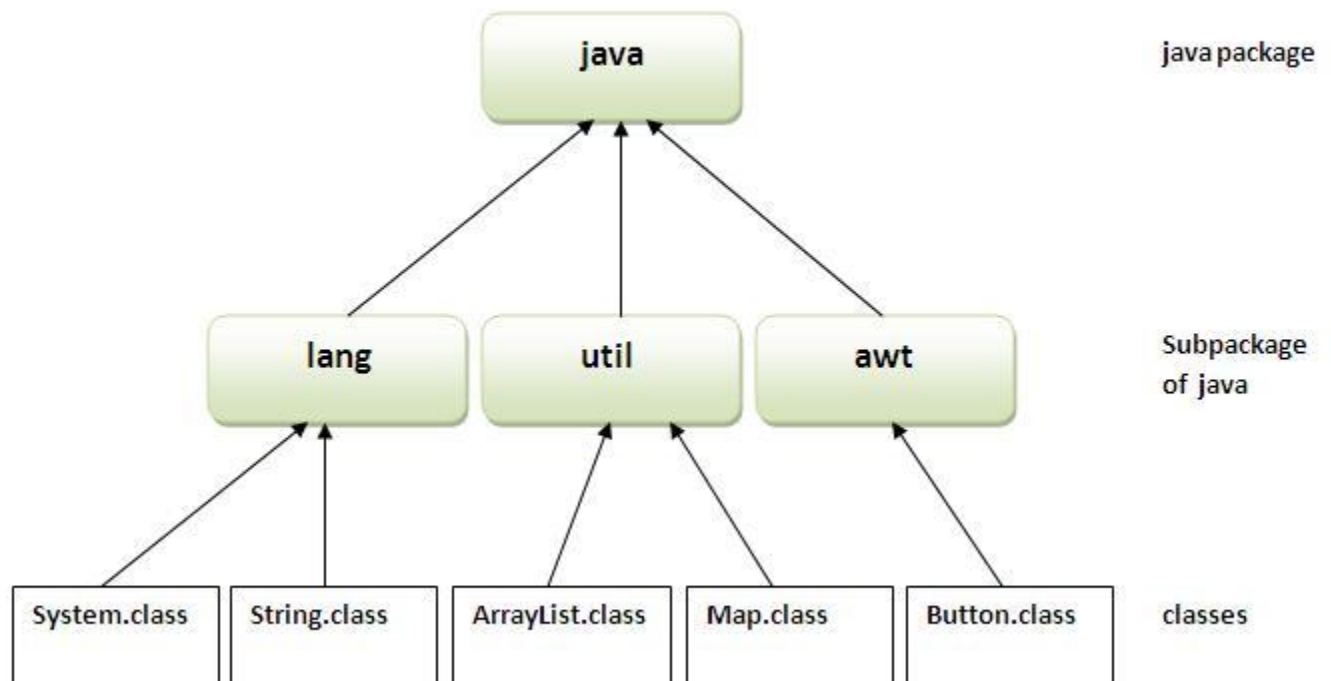 java
java package
lang
util
awt
Subpackage
of java
System.class
String.class
ArrayList.class
Map.class
Button.class
classes